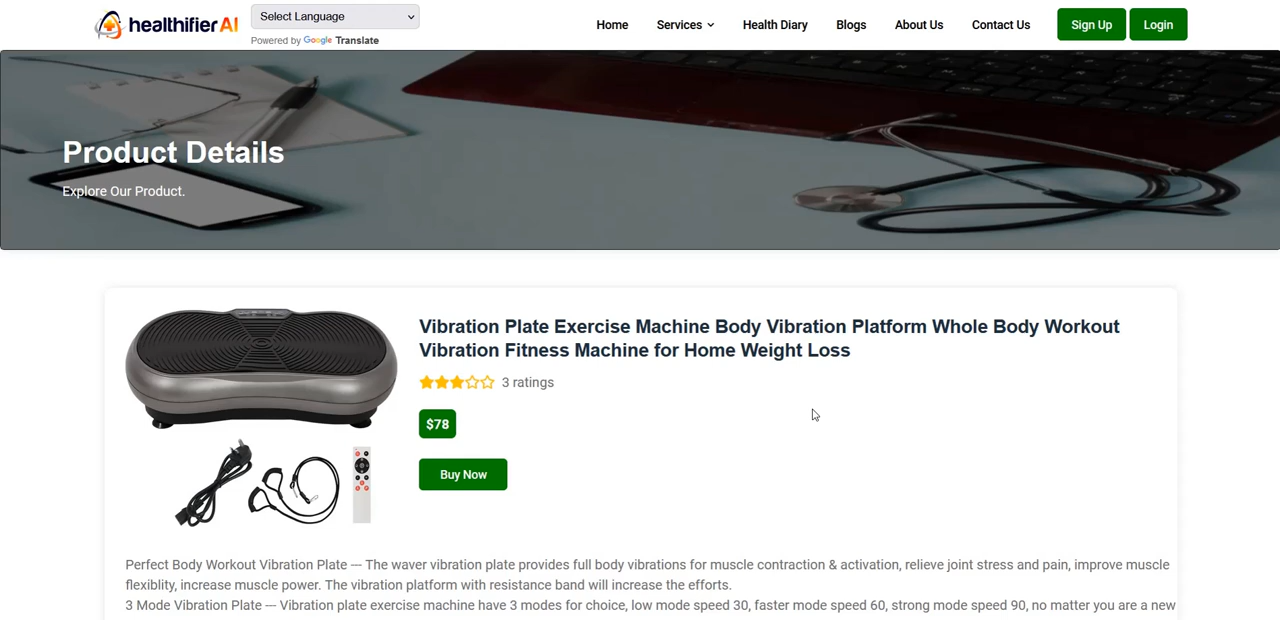 healthifier AI
Select Language
Powered by Google Translate
Home Services Health Diary Blogs About Us Contact Us Sign Up Login
Product Details
Explore Our Product.
Vibration Plate Exercise Machine Body Vibration Platform Whole Body Workout
Vibration Fitness Machine for Home Weight Loss
3 ratings
$78
Buy Now
Perfect Body Workout Vibration Plate --- The waver vibration plate provides full body vibrations for muscle contraction & activation, relieve joint stress and pain, improve muscle
flexiblity, increase muscle power. The vibration platform with resistance band will increase the efforts.
3 Mode Vibration Plate --- Vibration plate exercise machine have 3 modes for choice, low mode speed 30, faster mode speed 60, strong mode speed 90, no matter you are a new